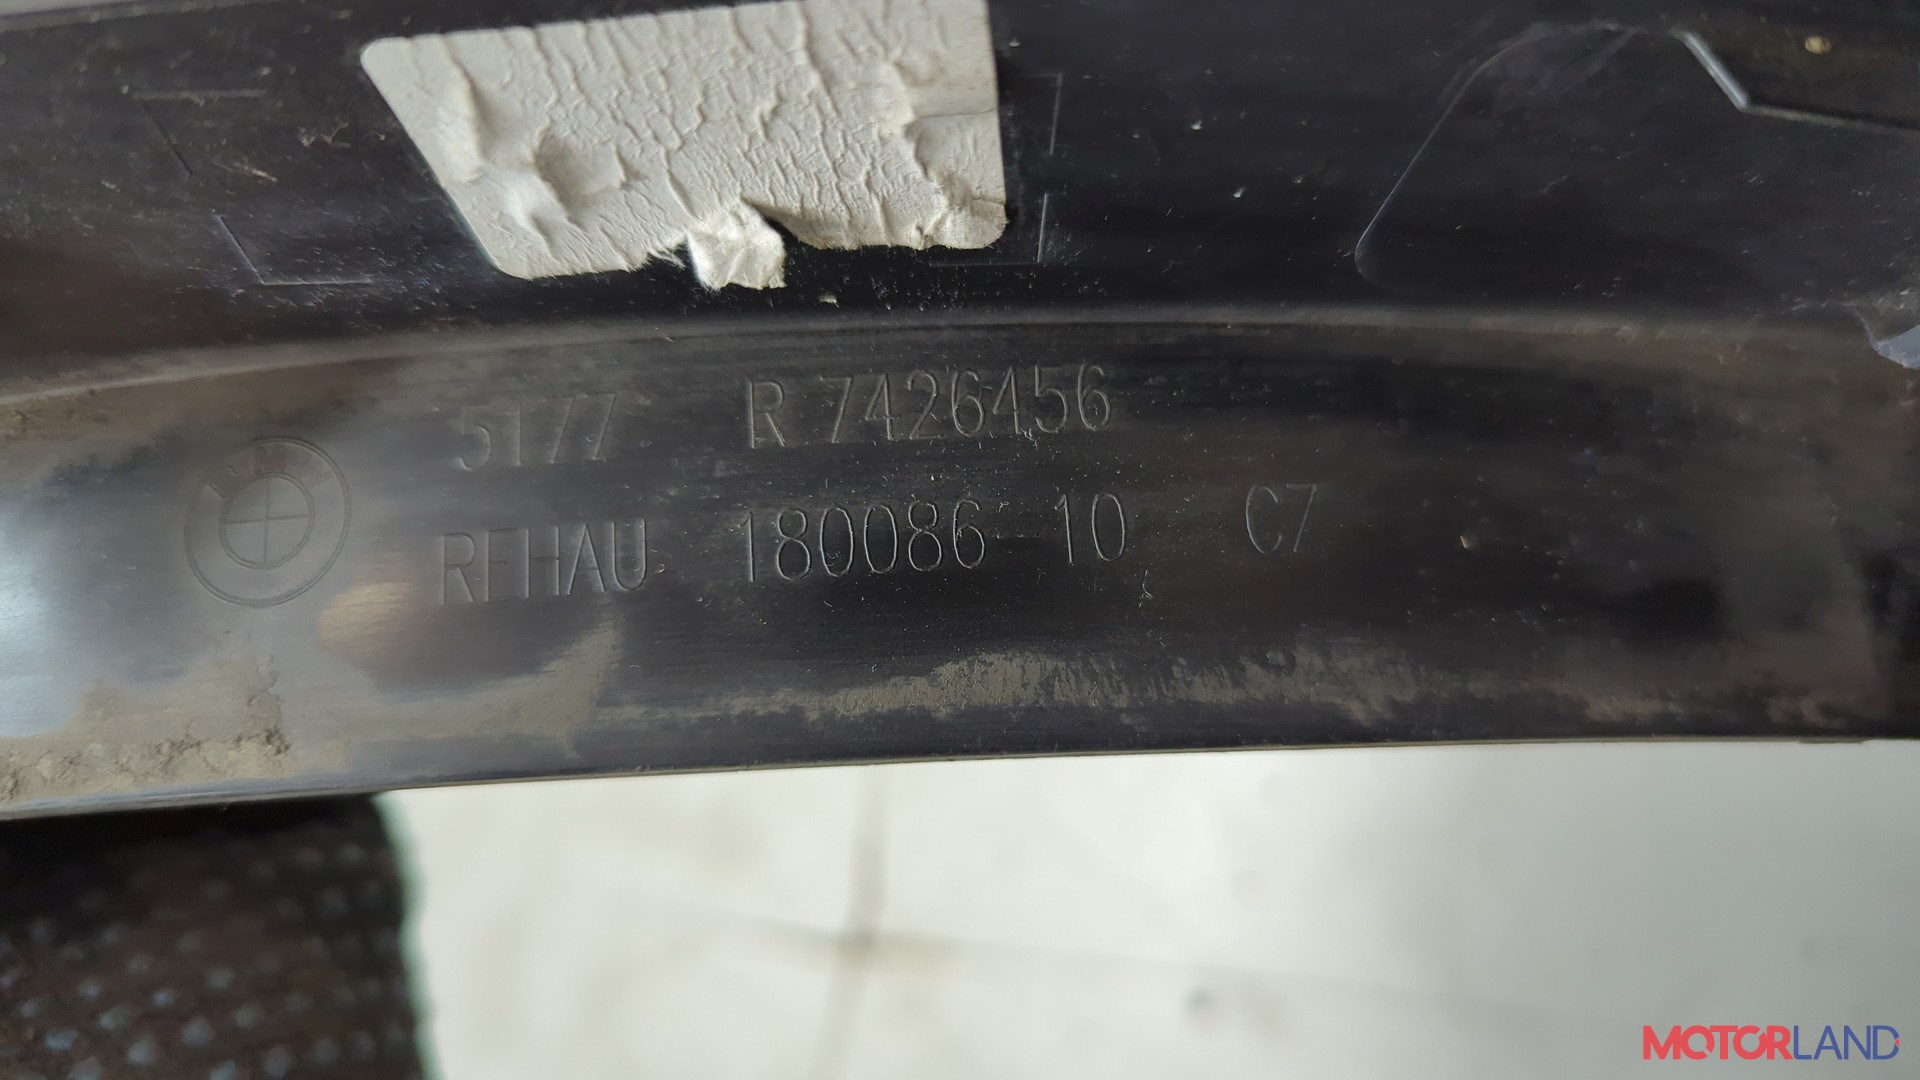 5177 R 7426456
REHAU 180086 10 C7
MOTORLAND